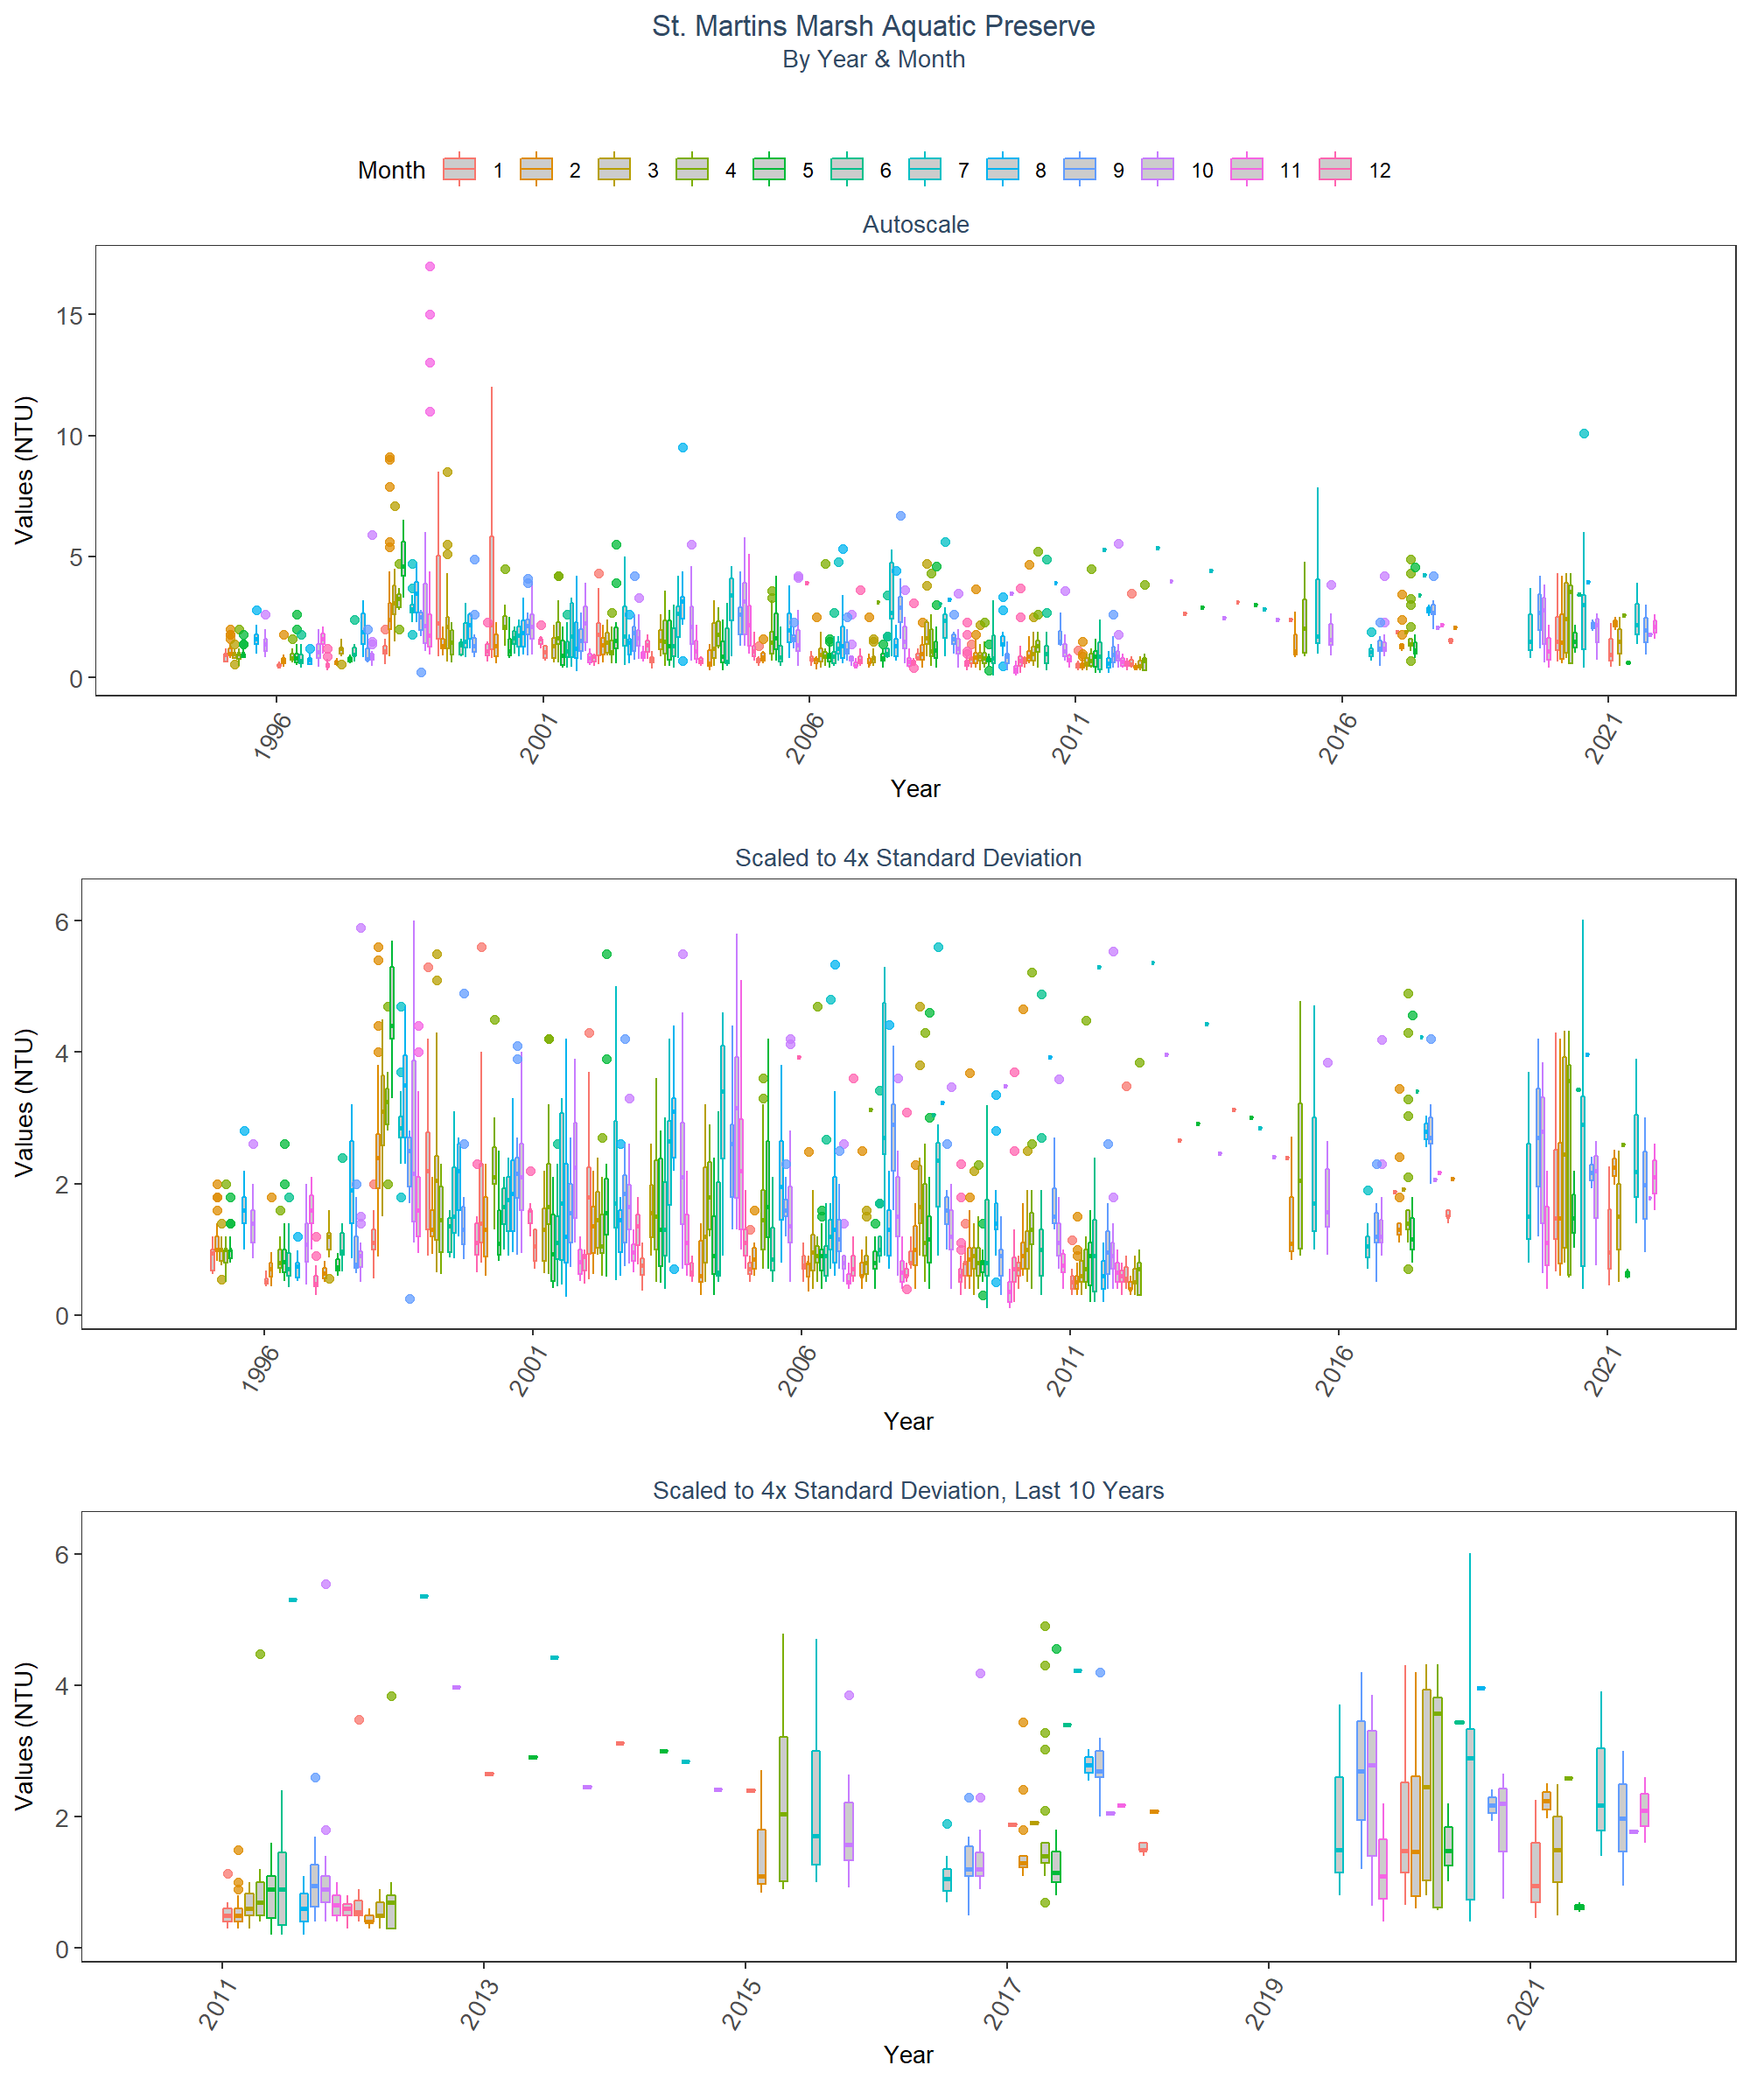 St. Martins Marsh Aquatic Preserve
By Year & Month
Month 1 2 3 4 5 6 7 8 9 10 11 12
Autoscale
Values (NTU)
15
10
5
0
1996 2001 2006 2011 2016 2021
Year
Scaled to 4x Standard Deviation
Values (NTU)
6
4
2
0
1996 2001 2006 2011 2016 2021
Year
Scaled to 4x Standard Deviation, Last 10 Years
Values (NTU)
6
4
2
0
2011 2013 2015 2017 2019 2021
Year